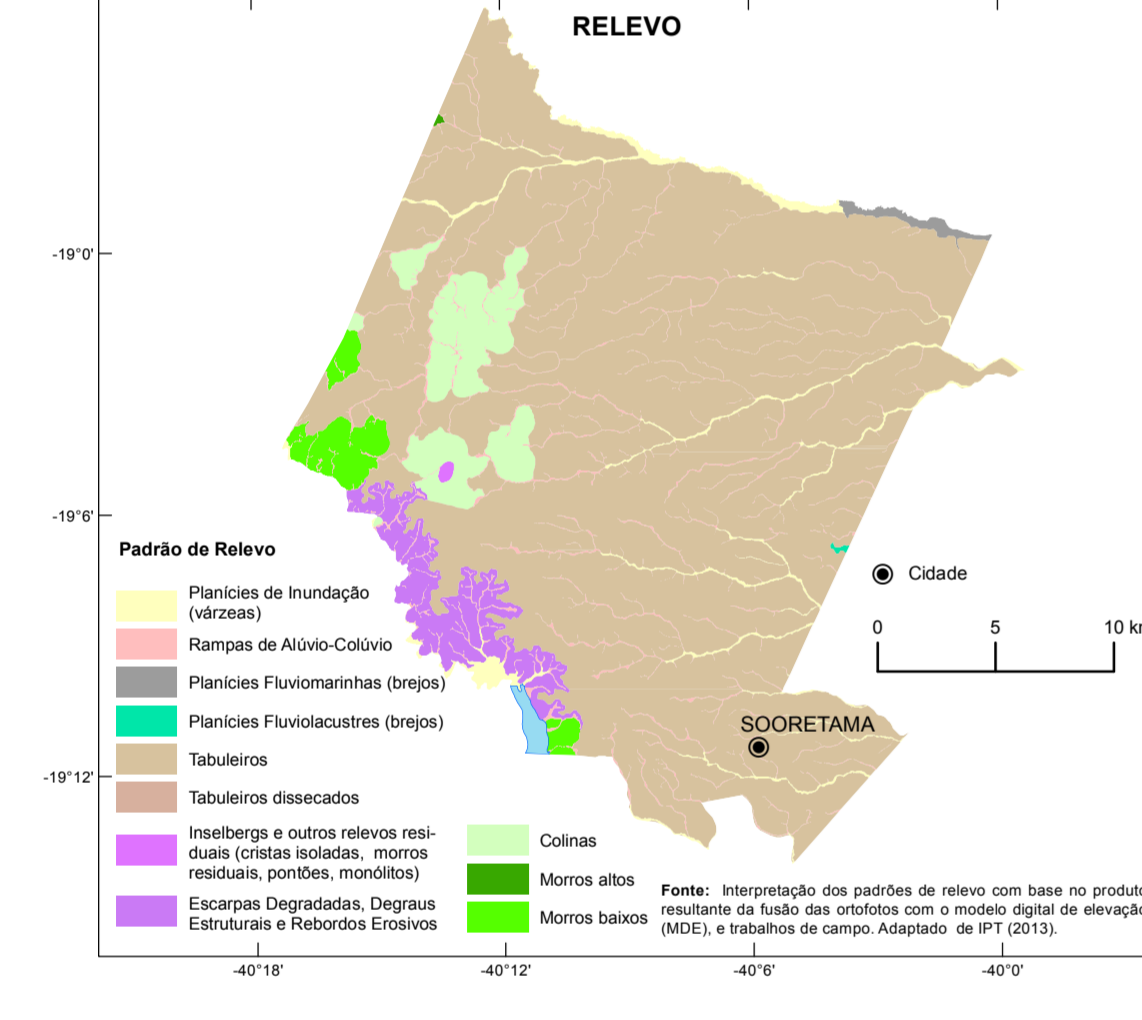 RELEVO
-19°0'
-19°6'
-19°12'
Padrão de Relevo
Planícies de Inundação
(várzeas)
Rampas de Alúvio-Colúvio
Planícies Fluviomarinhas (brejos)
Planícies Fluviolacustres (brejos)
Tabuleiros
Tabuleiros dissecados
Inselbergs e outros relevos resi-
duais (cristas isoladas, morros
residuais, pontões, monólitos)
Escarpas Degradadas, Degraus
Estruturais e Rebordos Erosivos
Colinas
Morros altos
Morros baixos
Cidade
0 5 10 km
SOORETAMA
Fonte: Interpretação dos padrões de relevo com base no produto
resultante da fusão das ortofotos com o modelo digital de elevação
(MDE), e trabalhos de campo. Adaptado de IPT (2013).
-40°18' -40°12' -40°6' -40°0'